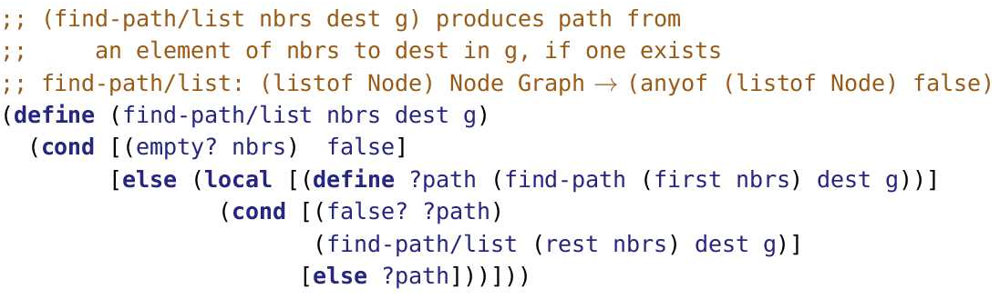 ;; (find-path/list nbrs dest g) produces path from
;;     an element of nbrs to dest in g, if one exists
;; find-path/list: (listof Node) Node Graph → (anyof (listof Node) false)
(define (find-path/list nbrs dest g)
  (cond [(empty? nbrs)  false]
        [else (local [(define ?path (find-path (first nbrs) dest g))]
                (cond [(false? ?path)
                       (find-path/list (rest nbrs) dest g)]
                      [else ?path]))]))